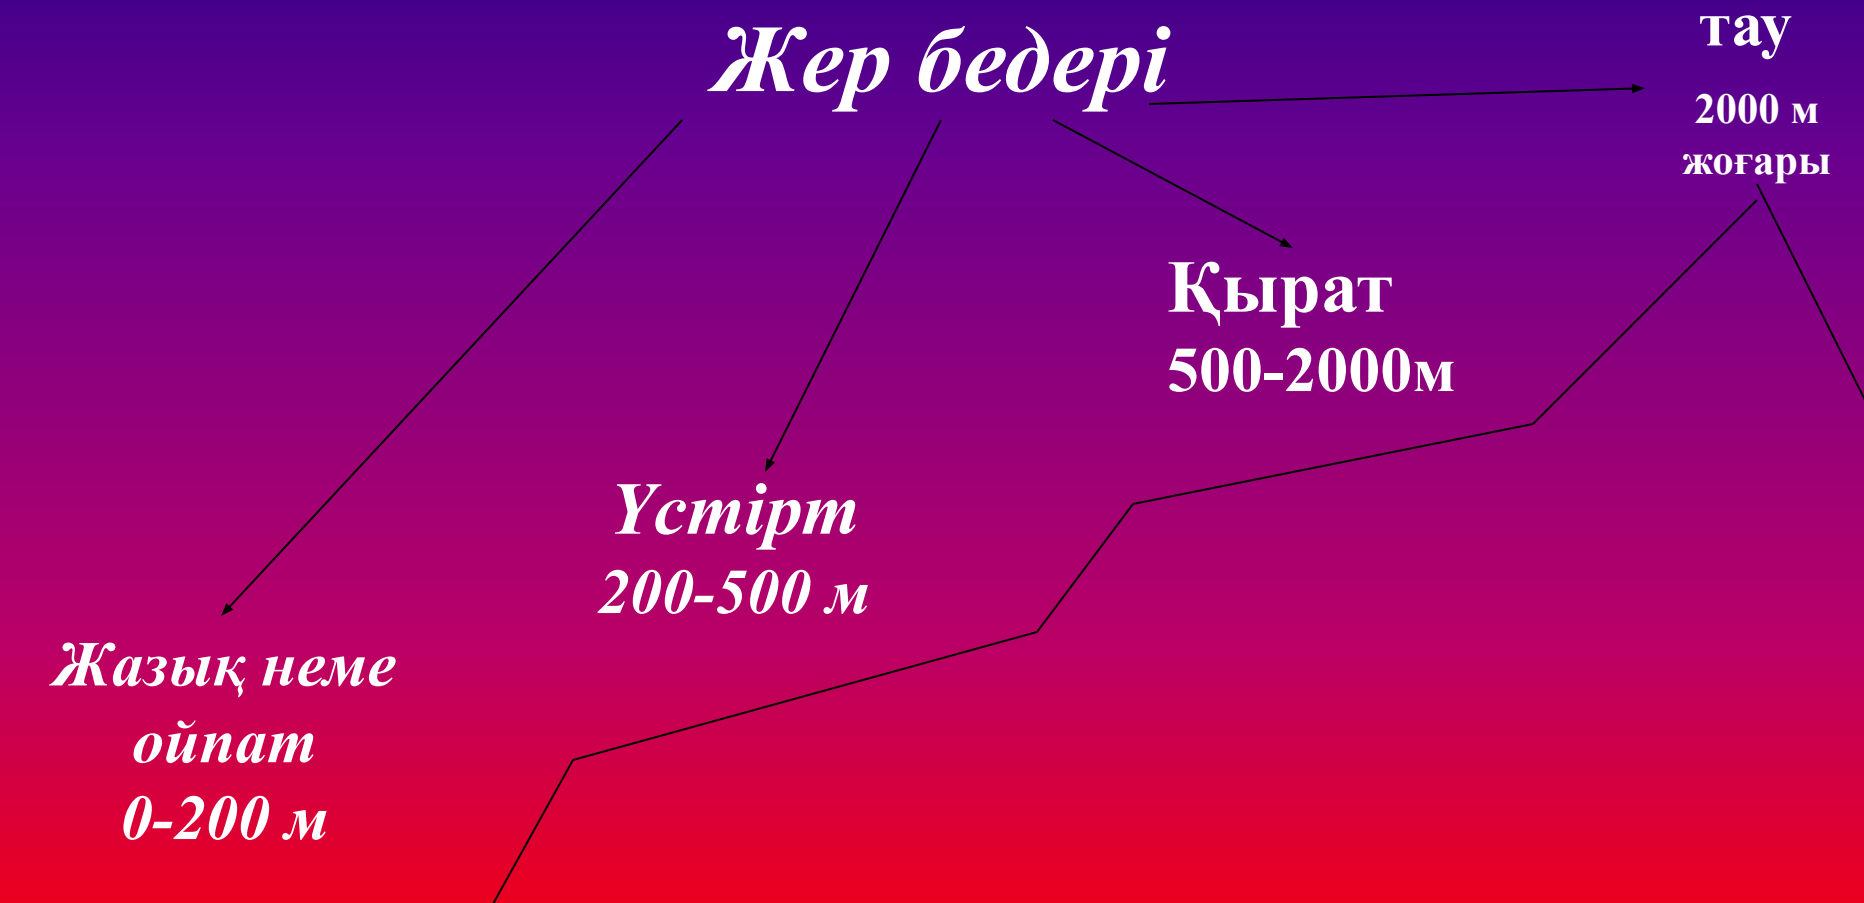 Жер бедері
тау
2000 м
жоғары
Қырат
500-2000м
Үстірт
200-500 м
Жазық неме
ойпат
0-200 м